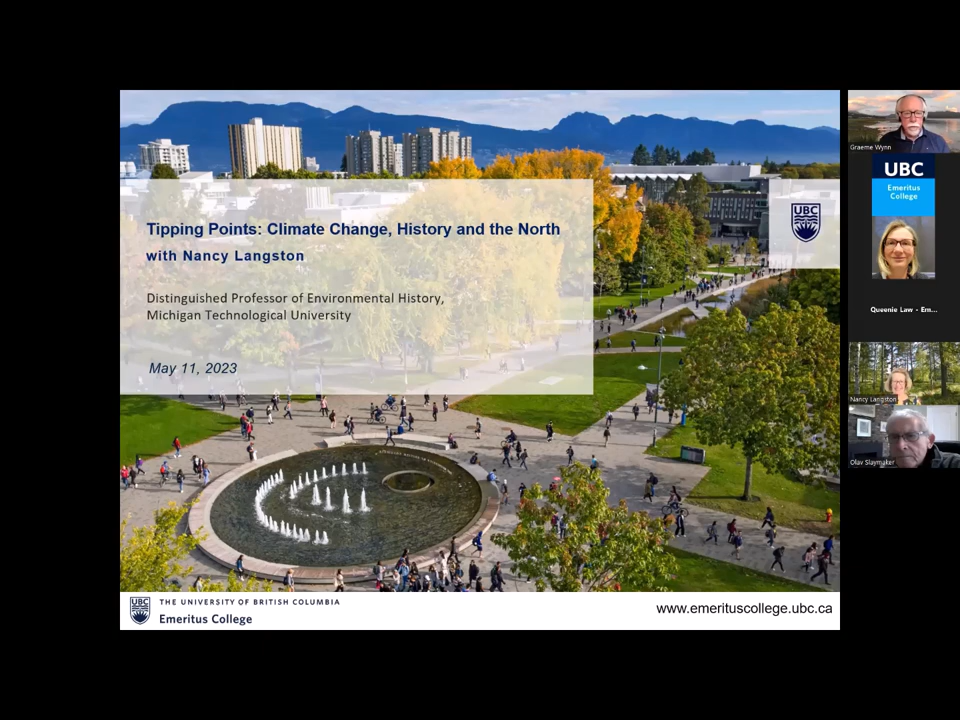 Tipping Points: Climate Change, History and the North
with Nancy Langston
Distinguished Professor of Environmental History,
Michigan Technological University
May 11, 2023
UBC
UBC
THE UNIVERSITY OF BRITISH COLUMBIA
Emeritus College
www.emerituscollege.ubc.ca
Graeme Wynn
UBC
Emeritus
College
Queenie Law - Em...
Nancy Langston
Olav Slaymaker